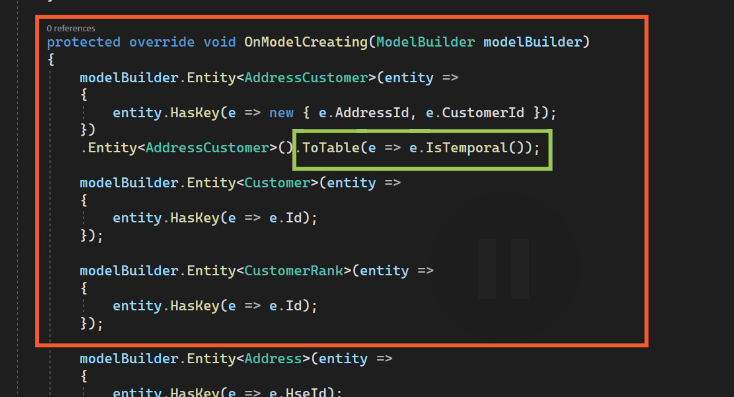 0 references
protected override void OnModelCreating(ModelBuilder modelBuilder)
{
modelBuilder.Entity<AddressCustomer>(entity =>
{
entity.HasKey(e => new { e.AddressId, e.CustomerId });
})
.Entity<AddressCustomer>().ToTable(e => e.IsTemporal());
modelBuilder.Entity<Customer>(entity =>
{
entity.HasKey(e => e.Id);
});
modelBuilder.Entity<CustomerRank>(entity =>
{
entity.HasKey(e => e.Id);
});
modelBuilder.Entity<Address>(entity =>
{
entity.HasKey(e => e.HseId);